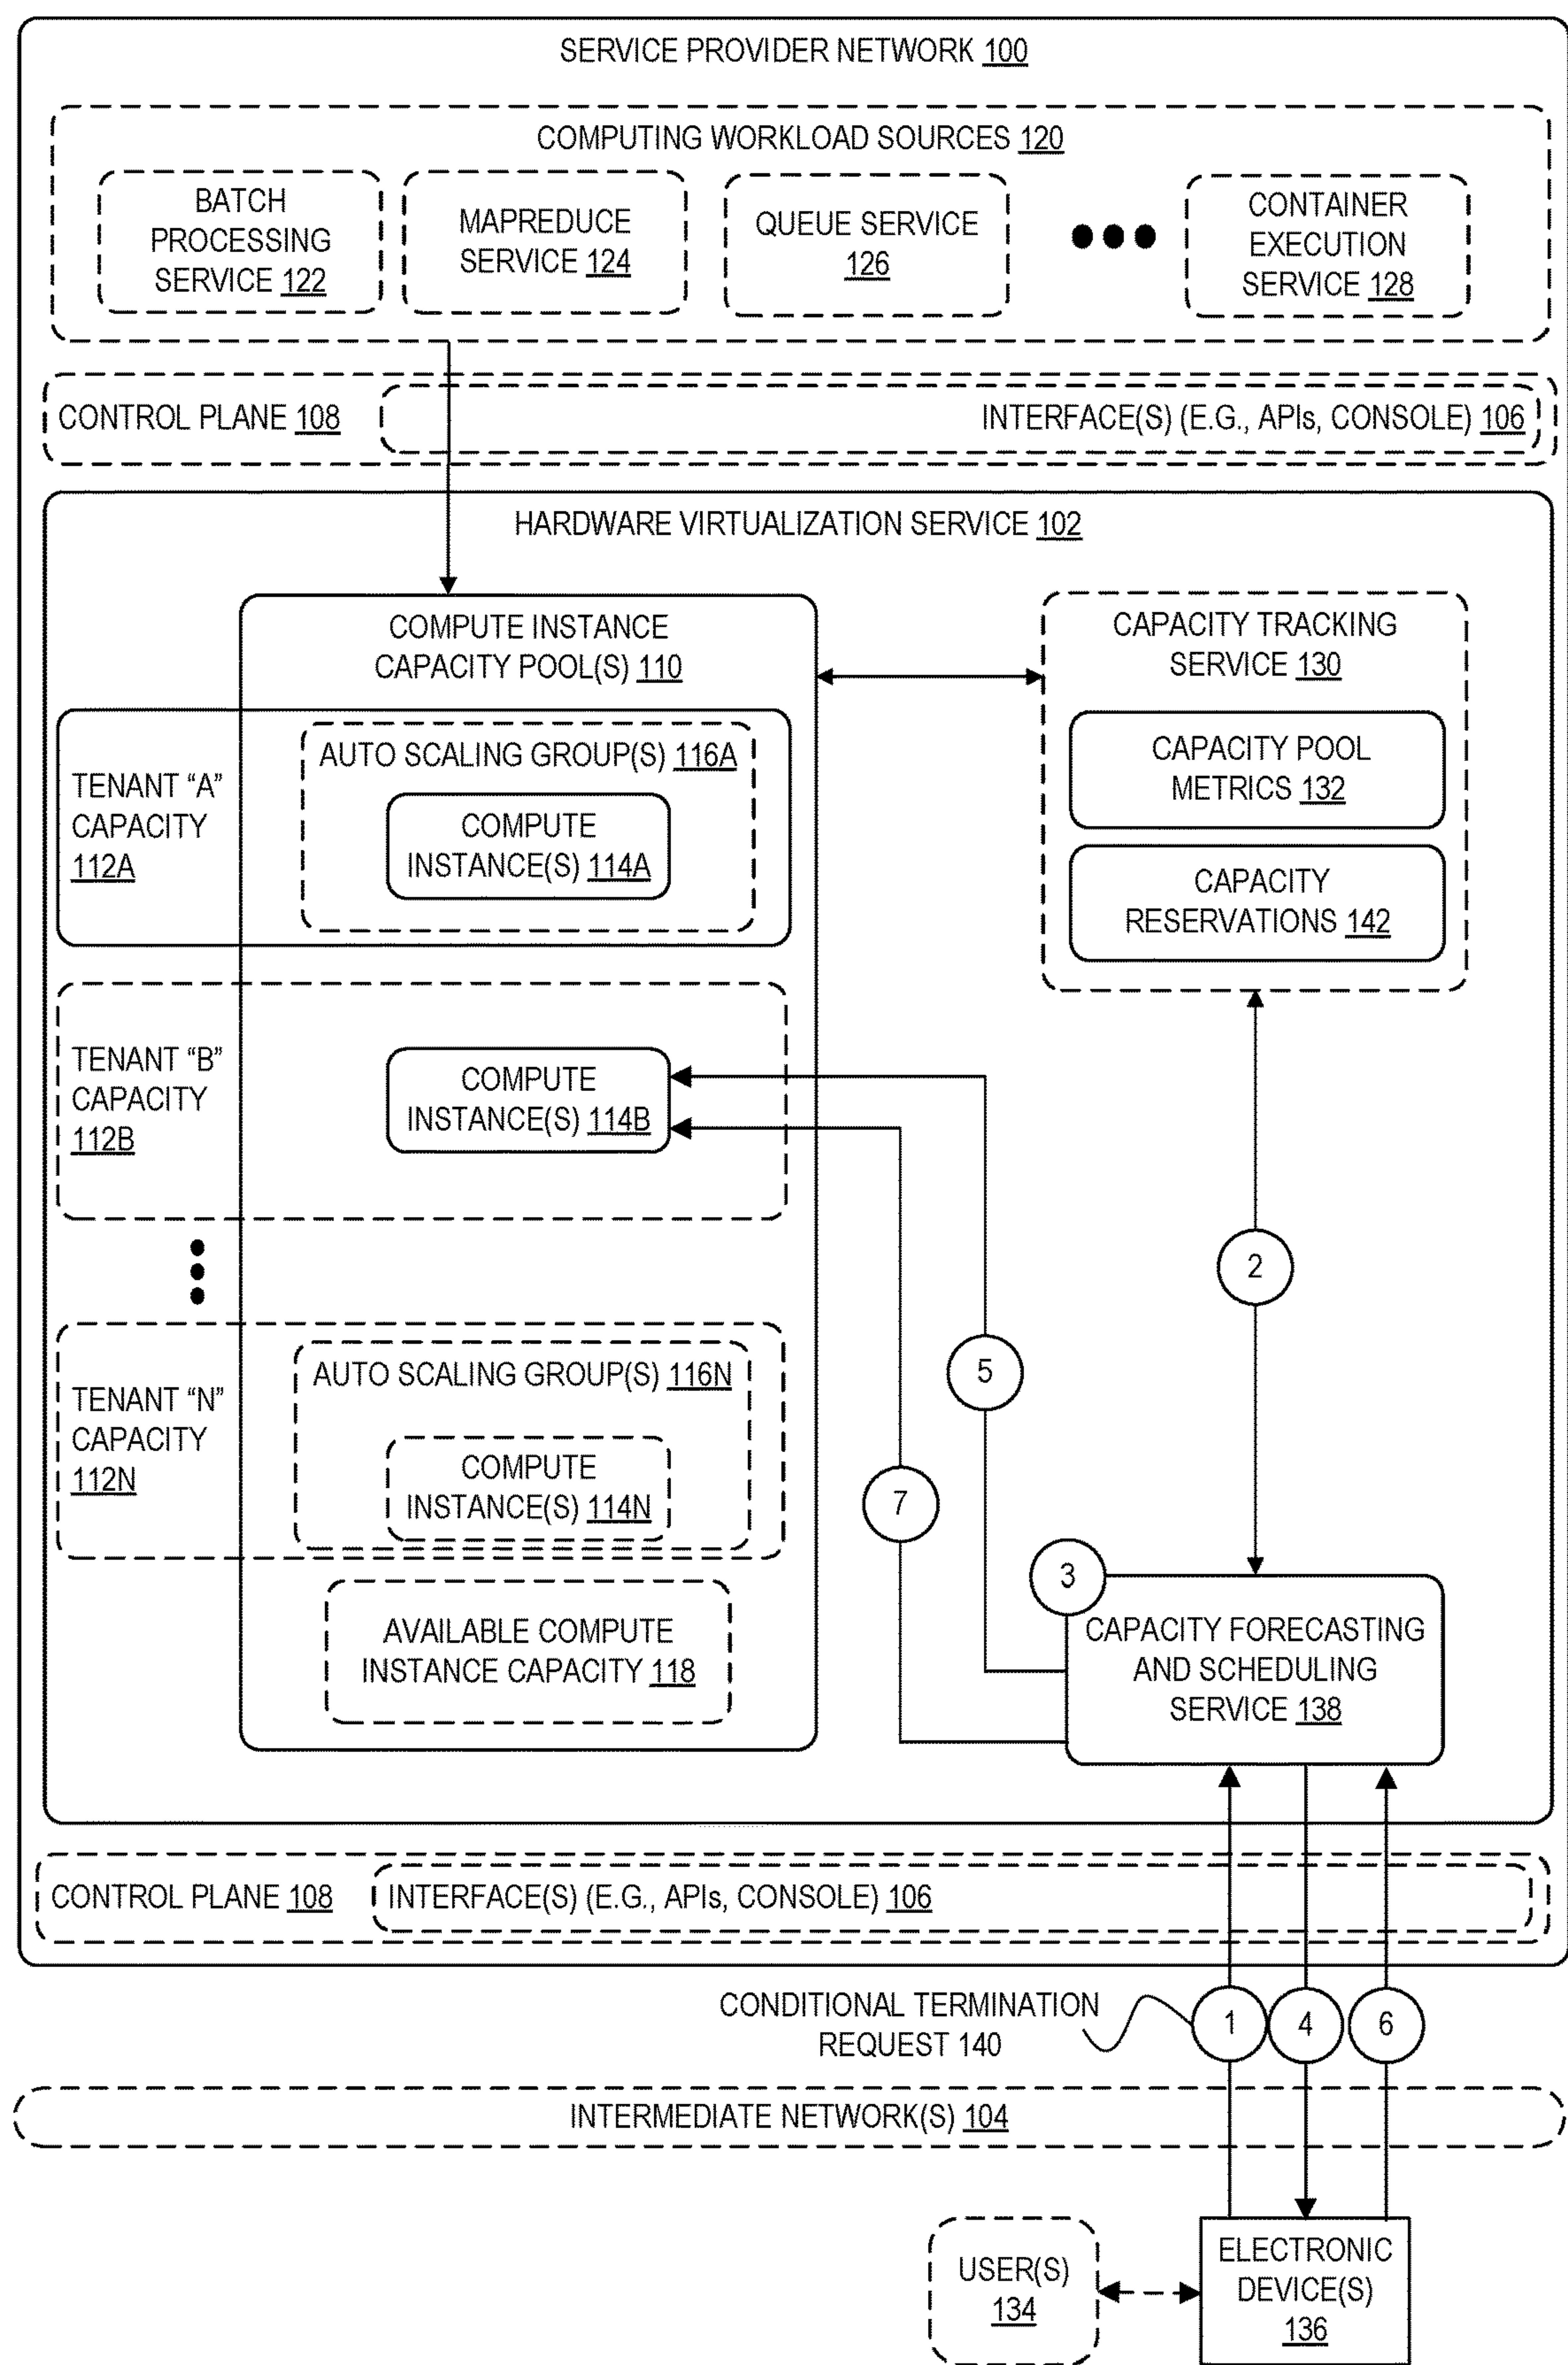 SERVICE PROVIDER NETWORK 100
COMPUTING WORKLOAD SOURCES 120
BATCH
PROCESSING
SERVICE 122
MAPREDUCE
SERVICE 124
QUEUE SERVICE
126
CONTAINER
EXECUTION
SERVICE 128
CONTROL PLANE 108
INTERFACE(S) (E.G., APIs, CONSOLE) 106
HARDWARE VIRTUALIZATION SERVICE 102
COMPUTE INSTANCE
CAPACITY POOL(S) 110
CAPACITY TRACKING
SERVICE 130
CAPACITY POOL
METRICS 132
CAPACITY
RESERVATIONS 142
TENANT “A”
CAPACITY
112A
AUTO SCALING GROUP(S) 116A
COMPUTE
INSTANCE(S) 114A
TENANT “B”
CAPACITY
112B
COMPUTE
INSTANCE(S) 114B
2
5
TENANT “N”
CAPACITY
112N
AUTO SCALING GROUP(S) 116N
COMPUTE
INSTANCE(S) 114N
7
3
AVAILABLE COMPUTE
INSTANCE CAPACITY 118
CAPACITY FORECASTING
AND SCHEDULING
SERVICE 138
CONTROL PLANE 108
INTERFACE(S) (E.G., APIs, CONSOLE) 106
CONDITIONAL TERMINATION
REQUEST 140
1
4
6
INTERMEDIATE NETWORK(S) 104
USER(S)
134
ELECTRONIC
DEVICE(S)
136